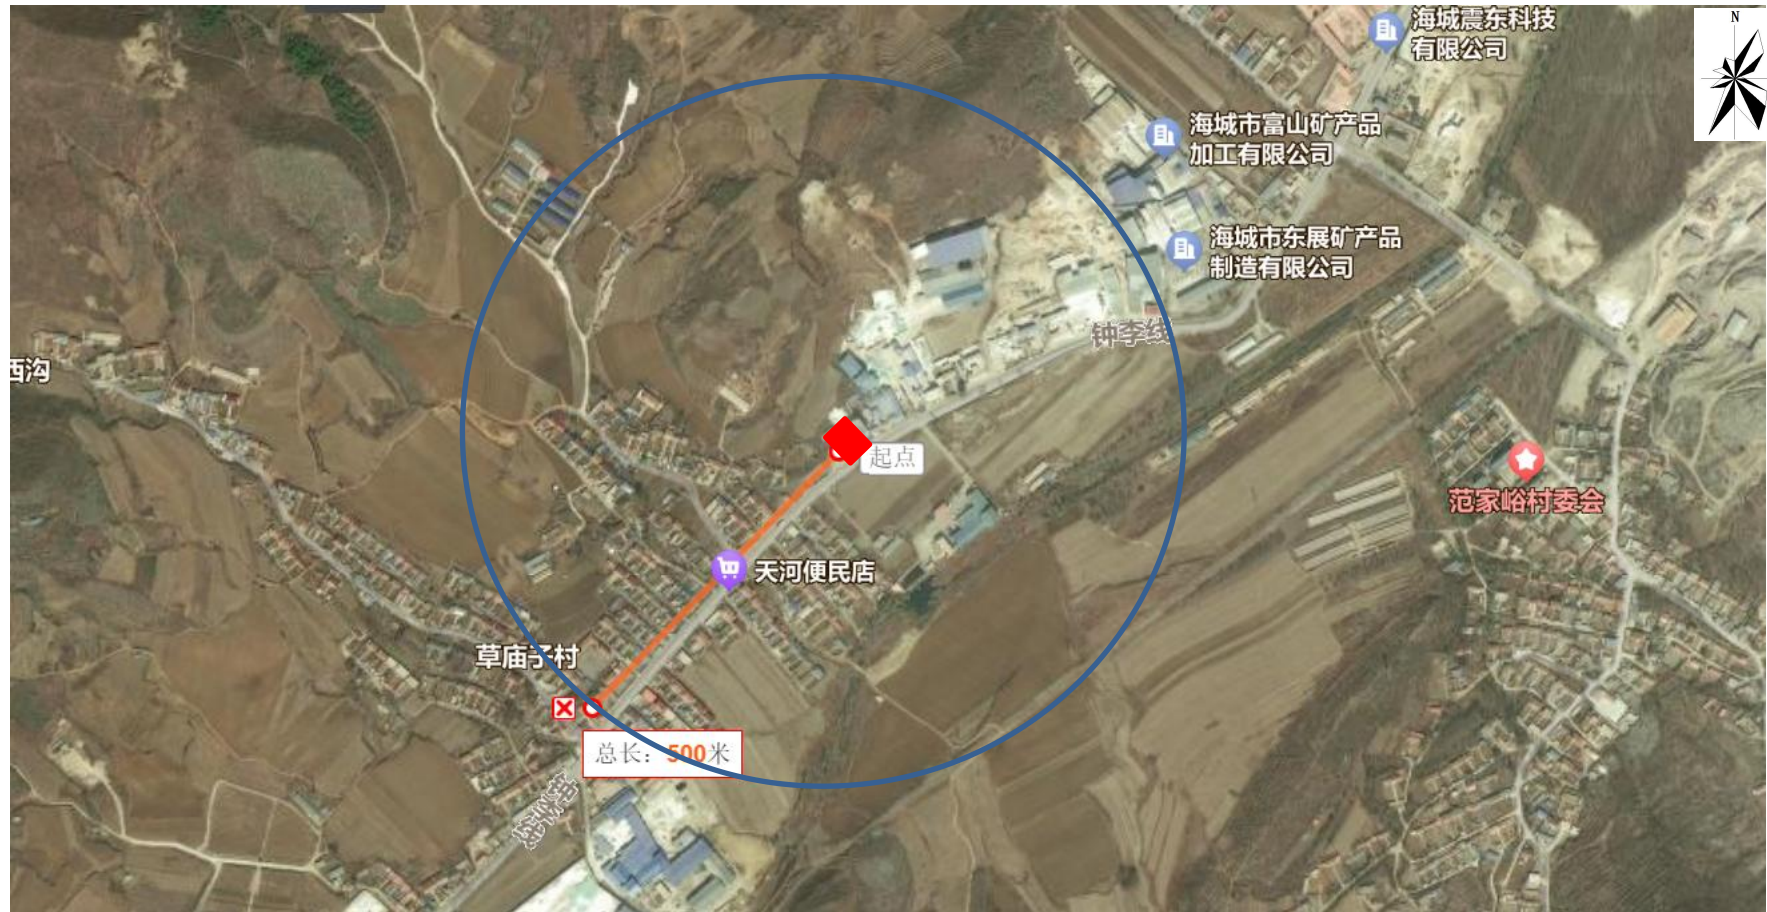 N
海城震东科技
有限公司
海城市富山矿产品
加工有限公司
海城市东展矿产品
制造有限公司
钟李线
西沟
起点
范家峪村委会
天河便民店
草庙子村
总长：500米